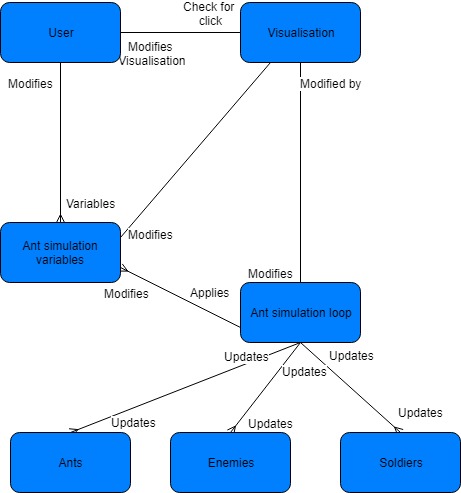 Check for
click
User
Visualisation
Modifies
Visualisation
Modifies
Modified by
Variables
Modifies
Ant simulation
variables
Modifies
Applies
Modifies
Ant simulation loop
Updates
Updates
Updates
Updates
Updates
Updates
Ants
Enemies
Soldiers